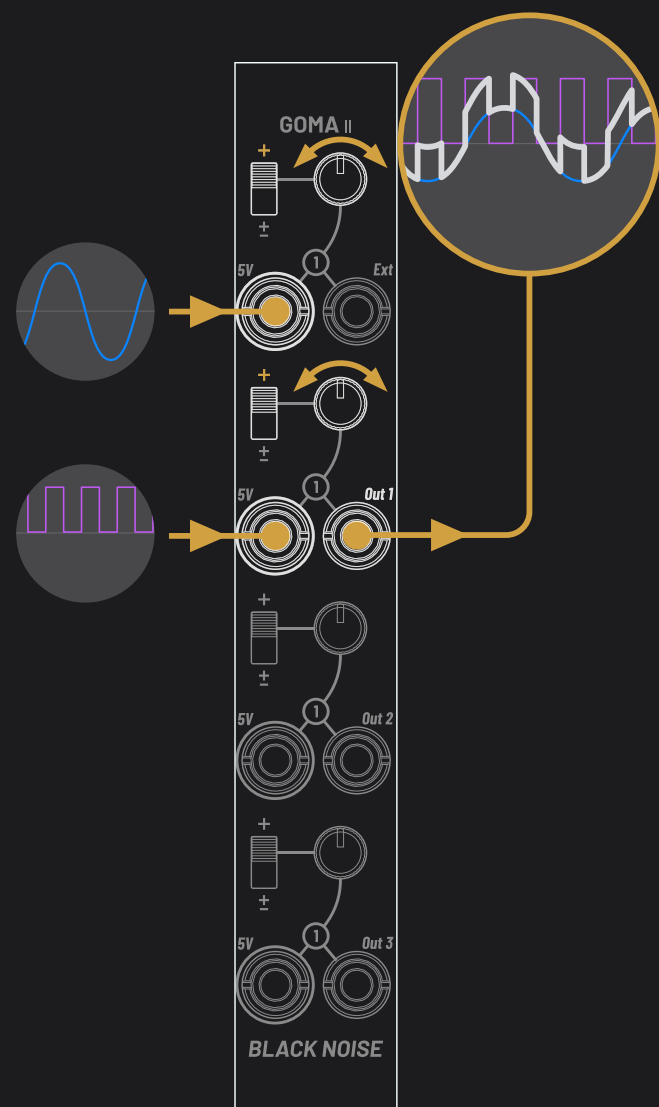 GOMA II
+
±
1
5V Ext
+
±
1
5V Out 1
+
±
1
5V Out 2
+
±
1
5V Out 3
BLACK NOISE